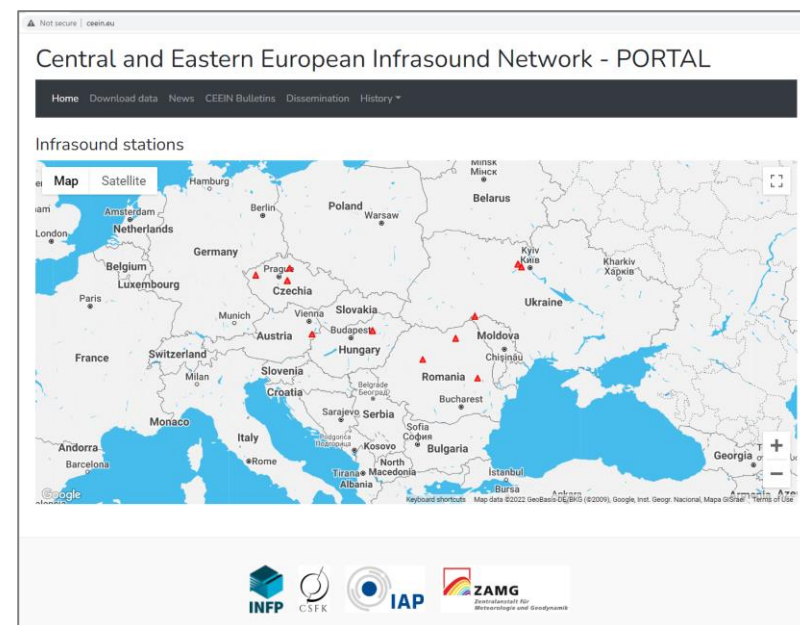 Not secure | ceein.eu
Central and Eastern European Infrasound Network - PORTAL
Home Download data News CEEIN Bulletins Dissemination History
Infrasound stations
Map Satellite
Minsk
Мінск
Hamburg
Belarus
Berlin
Poland
Warsaw
Amsterdam
Netherlands
London
Kyiv
Київ
Germany
Kharkiv
Харків
Belgium
Prague
Luxembourg
Czechia
Paris
Ukraine
Munich
Vienna
Slovakia
Budapest
Austria
Moldova
Hungary
Chișinău
France
Switzerland
Slovenia
Milan
Romania
Croatia
Belgrade
Београд
Bucharest
Sarajevo
Serbia
Monaco
Sofia
София
Italy
Kosovo
Bulgaria
Andorra
Barcelona
Rome
North
Macedonia
Tirana
Albania
Istanbul
Georgia
Bursa
Ankara
Google
Keyboard shortcuts Map data ©2022 GeoBasis-DE/BKG (©2009), Google, Inst. Geogr. Nacional, Mapa GISrael Terms of Use
INFP
CSFK
IAP
ZAMG
Zentralanstalt für
Meteorologie und Geodynamik